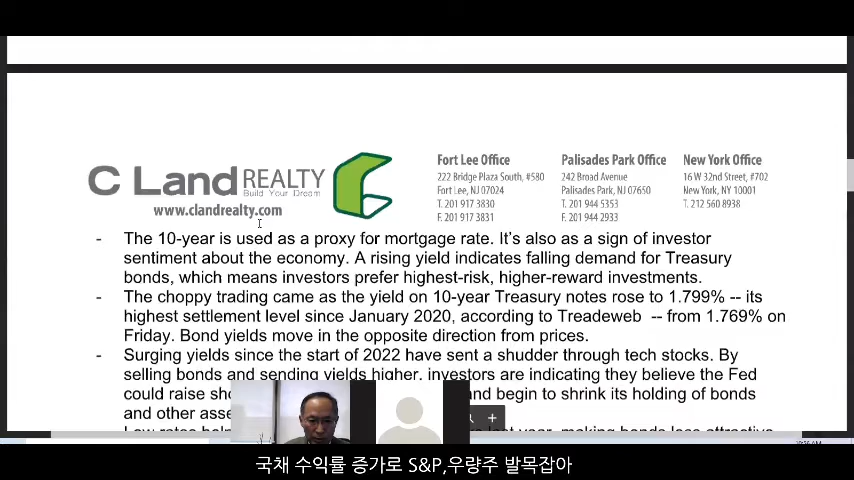 C Land REALTY
Build Your Dream
www.clandrealty.com
Fort Lee Office
222 Bridge Plaza South, #580
Fort Lee, NJ 07024
T. 201 917 3830
F. 201 917 3831
Palisades Park Office
242 Broad Avenue
Palisades Park, NJ 07650
T. 201 944 5353
F. 201 944 2933
New York Office
16 W 32nd Street, #702
New York, NY 10001
T. 212 560 8938
- The 10-year is used as a proxy for mortgage rate. It's also as a sign of investor
sentiment about the economy. A rising yield indicates falling demand for Treasury
bonds, which means investors prefer highest-risk, higher-reward investments.
- The choppy trading came as the yield on 10-year Treasury notes rose to 1.799% -- its
highest settlement level since January 2020, according to Treadeweb -- from 1.769% on
Friday. Bond yields move in the opposite direction from prices.
- Surging yields since the start of 2022 have sent a shudder through tech stocks. By
selling bonds and sending yields higher, investors are indicating they believe the Fed
could raise and begin to shrink its holding of bonds
and other
국채 수익률 증가로 S&P,우량주 발목잡아